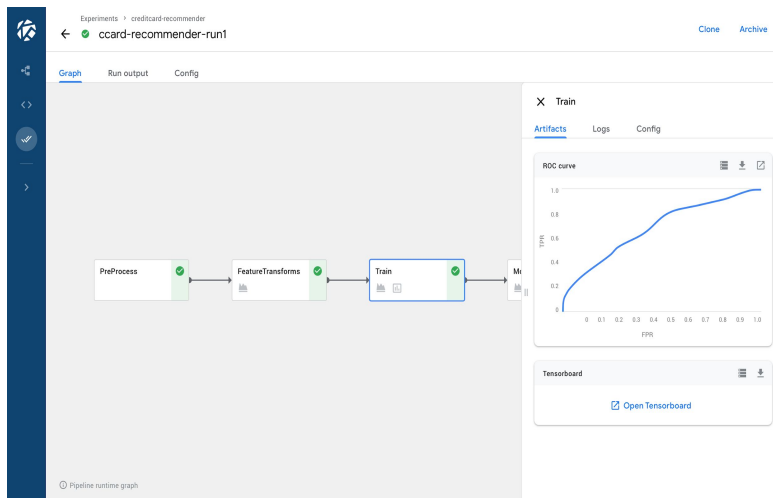 Experiments > creditcard-recommender
ccard-recommender-run1
Clone Archive
Graph Run output Config
Train
Artifacts Logs Config
ROC curve
1.0
0.8
0.6
0.4
0.2
0
TPR
0 0.1 0.2 0.3 0.4 0.5 0.6 0.7 0.8 0.9 1.0
FPR
PreProcess
FeatureTransforms
Train
Mo
Tensorboard
Open Tensorboard
Pipeline runtime graph